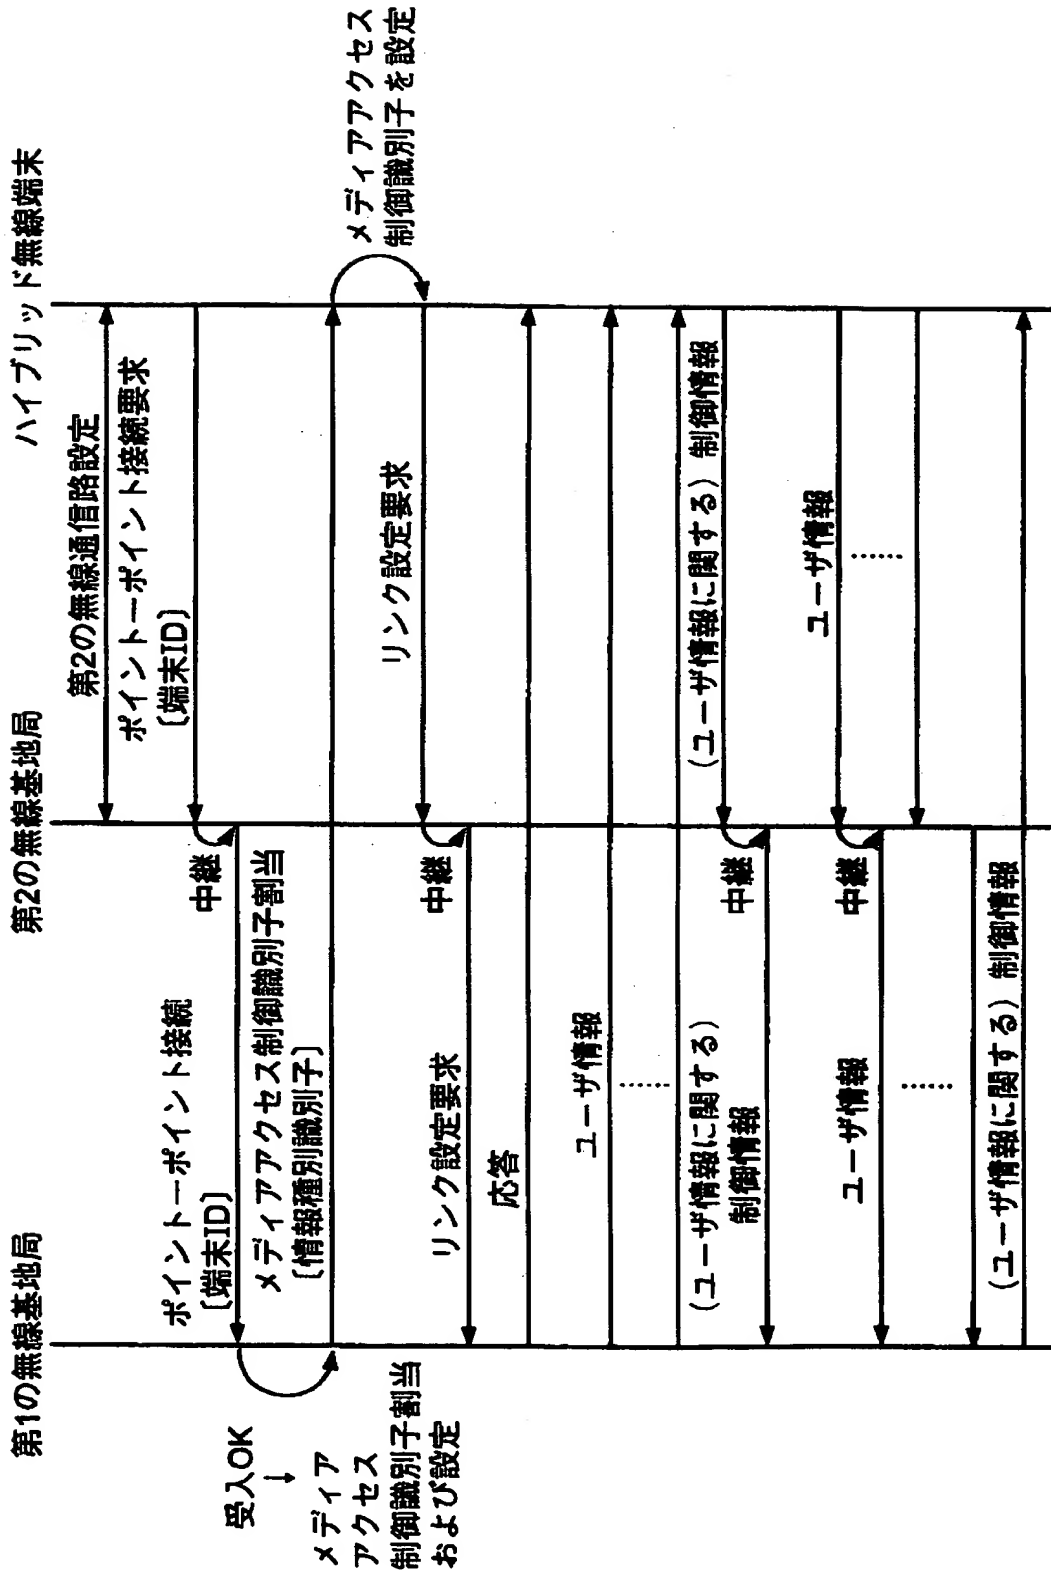 第1の無線基地局
第2の無線基地局
ハイブリッド無線端末
第2の無線通信路設定
ポイントーポイント接続要求
〔端末ID〕
中継
ポイントーポイント接続
〔端末ID〕
受入OK
↓
メディア
アクセス
制御識別子割当
および設定
メディアアクセス制御識別子割当
〔情報種別識別子〕
メディアアクセス
制御識別子を設定
リンク設定要求
中継
リンク設定要求
応答
ユーザ情報
(ユーザ情報に関する) 制御情報
中継
(ユーザ情報に関する)
制御情報
ユーザ情報
中継
ユーザ情報
(ユーザ情報に関する) 制御情報